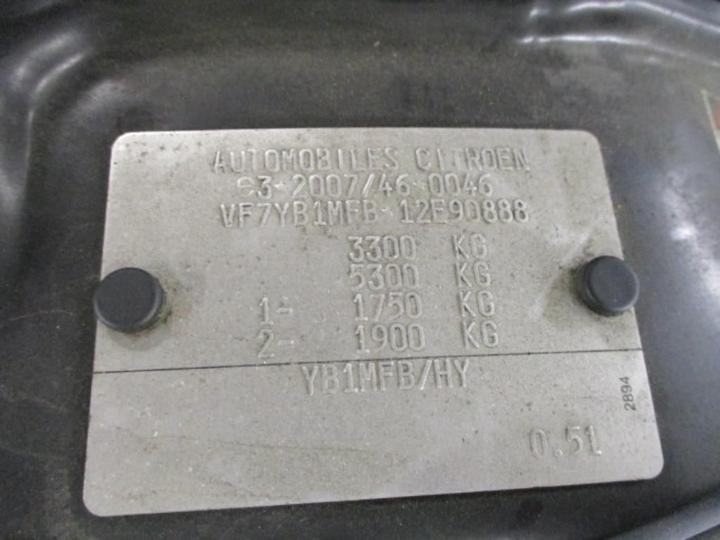 AUTOMOBILES CITROEN
e3-2007/46-0046
VF7YB1MFB-12F90888
3300 KG
5300 KG
1- 1750 KG
2- 1900 KG
YB1MFB/HY
2894
0.51